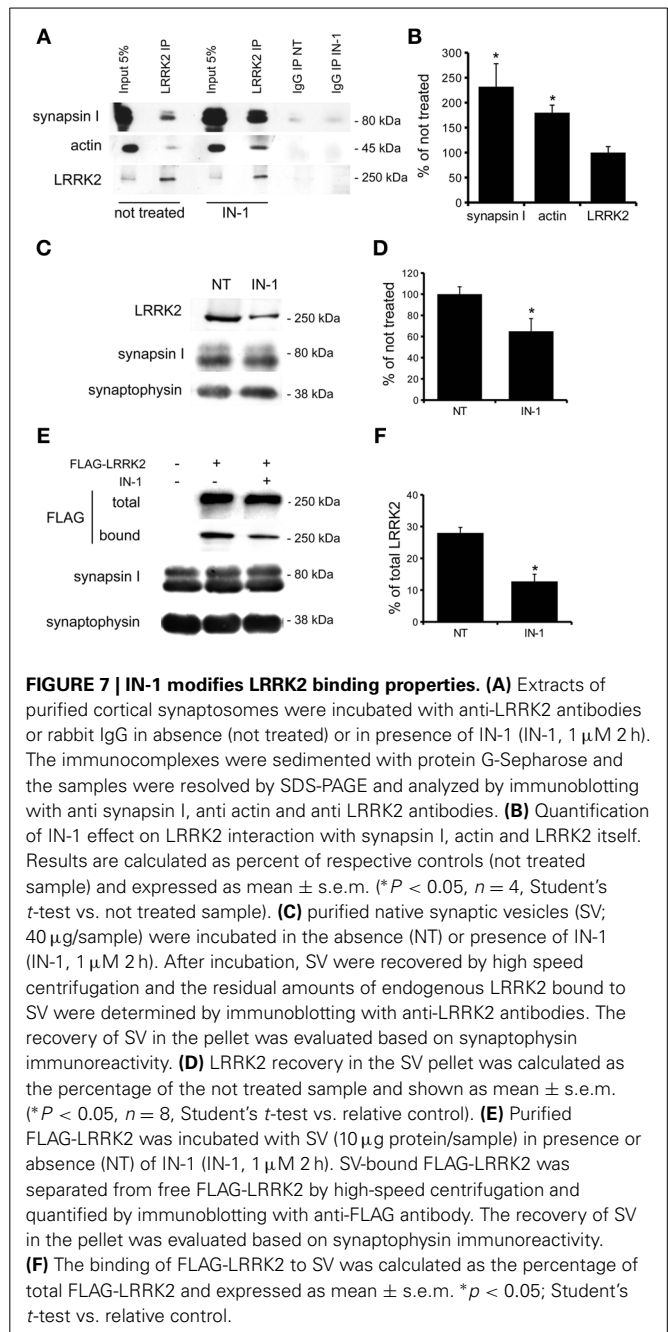 A
Input 5%
LRRK2 IP
Input 5%
LRRK2 IP
IgG IP NT
IgG IP IN-1
synapsin I
- 80 kDa
actin
- 45 kDa
LRRK2
- 250 kDa
not treated
IN-1
B
% of not treated
300
250
200
150
100
50
0
*
*
synapsin I
actin
LRRK2
C
NT
IN-1
LRRK2
- 250 kDa
synapsin I
- 80 kDa
synaptophysin
- 38 kDa
D
% of not treated
120
100
80
60
40
20
0
*
NT
IN-1
E
FLAG-LRRK2 - + +
IN-1 - - +
FLAG
total
- 250 kDa
bound
- 250 kDa
synapsin I
- 80 kDa
synaptophysin
- 38 kDa
F
% of total LRRK2
40
30
20
10
0
*
NT
IN-1
FIGURE 7 | IN-1 modifies LRRK2 binding properties. (A) Extracts of
purified cortical synaptosomes were incubated with anti-LRRK2 antibodies
or rabbit IgG in absence (not treated) or in presence of IN-1 (IN-1, 1 μM 2 h).
The immunocomplexes were sedimented with protein G-Sepharose and
the samples were resolved by SDS-PAGE and analyzed by immunoblotting
with anti synapsin I, anti actin and anti LRRK2 antibodies. (B) Quantification
of IN-1 effect on LRRK2 interaction with synapsin I, actin and LRRK2 itself.
Results are calculated as percent of respective controls (not treated
sample) and expressed as mean ± s.e.m. (*P < 0.05, n = 4, Student's
t-test vs. not treated sample). (C) purified native synaptic vesicles (SV;
40 μg/sample) were incubated in the absence (NT) or presence of IN-1
(IN-1, 1 μM 2 h). After incubation, SV were recovered by high speed
centrifugation and the residual amounts of endogenous LRRK2 bound to
SV were determined by immunoblotting with anti-LRRK2 antibodies. The
recovery of SV in the pellet was evaluated based on synaptophysin
immunoreactivity. (D) LRRK2 recovery in the SV pellet was calculated as
the percentage of the not treated sample and shown as mean ± s.e.m.
(*P < 0.05, n = 8, Student's t-test vs. relative control). (E) Purified
FLAG-LRRK2 was incubated with SV (10 μg protein/sample) in presence or
absence (NT) of IN-1 (IN-1, 1 μM 2 h). SV-bound FLAG-LRRK2 was
separated from free FLAG-LRRK2 by high-speed centrifugation and
quantified by immunoblotting with anti-FLAG antibody. The recovery of SV
in the pellet was evaluated based on synaptophysin immunoreactivity.
(F) The binding of FLAG-LRRK2 to SV was calculated as the percentage of
total FLAG-LRRK2 and expressed as mean ± s.e.m. *p < 0.05; Student's
t-test vs. relative control.